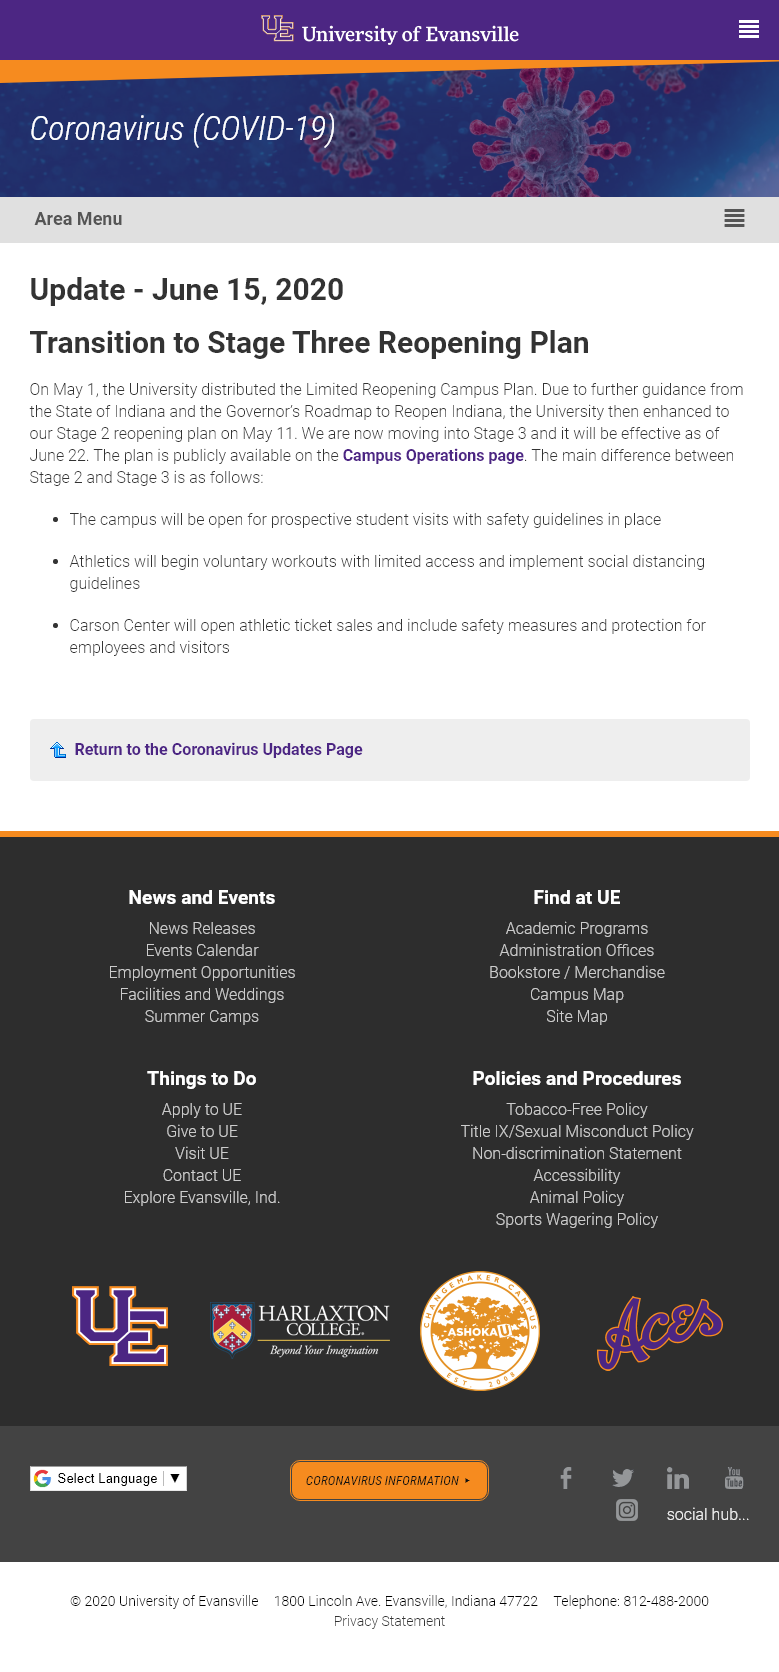 University of Evansville
Coronavirus (COVID-19)
Area Menu
Update - June 15, 2020
Transition to Stage Three Reopening Plan
On May 1, the University distributed the Limited Reopening Campus Plan. Due to further guidance from
the State of Indiana and the Governor's Roadmap to Reopen Indiana, the University then enhanced to
our Stage 2 reopening plan on May 11. We are now moving into Stage 3 and it will be effective as of
June 22. The plan is publicly available on the Campus Operations page. The main difference between
Stage 2 and Stage 3 is as follows:
• The campus will be open for prospective student visits with safety guidelines in place
• Athletics will begin voluntary workouts with limited access and implement social distancing
guidelines
• Carson Center will open athletic ticket sales and include safety measures and protection for
employees and visitors
Return to the Coronavirus Updates Page
News and Events
News Releases
Events Calendar
Employment Opportunities
Facilities and Weddings
Summer Camps
Find at UE
Academic Programs
Administration Offices
Bookstore / Merchandise
Campus Map
Site Map
Things to Do
Apply to UE
Give to UE
Visit UE
Contact UE
Explore Evansville, Ind.
Policies and Procedures
Tobacco-Free Policy
Title IX/Sexual Misconduct Policy
Non-discrimination Statement
Accessibility
Animal Policy
Sports Wagering Policy
UE
HARLAXTON
COLLEGE®
Beyond Your Imagination
CHANGEMAKER CAMPUS
ASHOKA U
EST 2008
Aces
Select Language ▼
CORONAVIRUS INFORMATION ►
You
Tube
social hub...
© 2020 University of Evansville 1800 Lincoln Ave. Evansville, Indiana 47722 Telephone: 812-488-2000
Privacy Statement